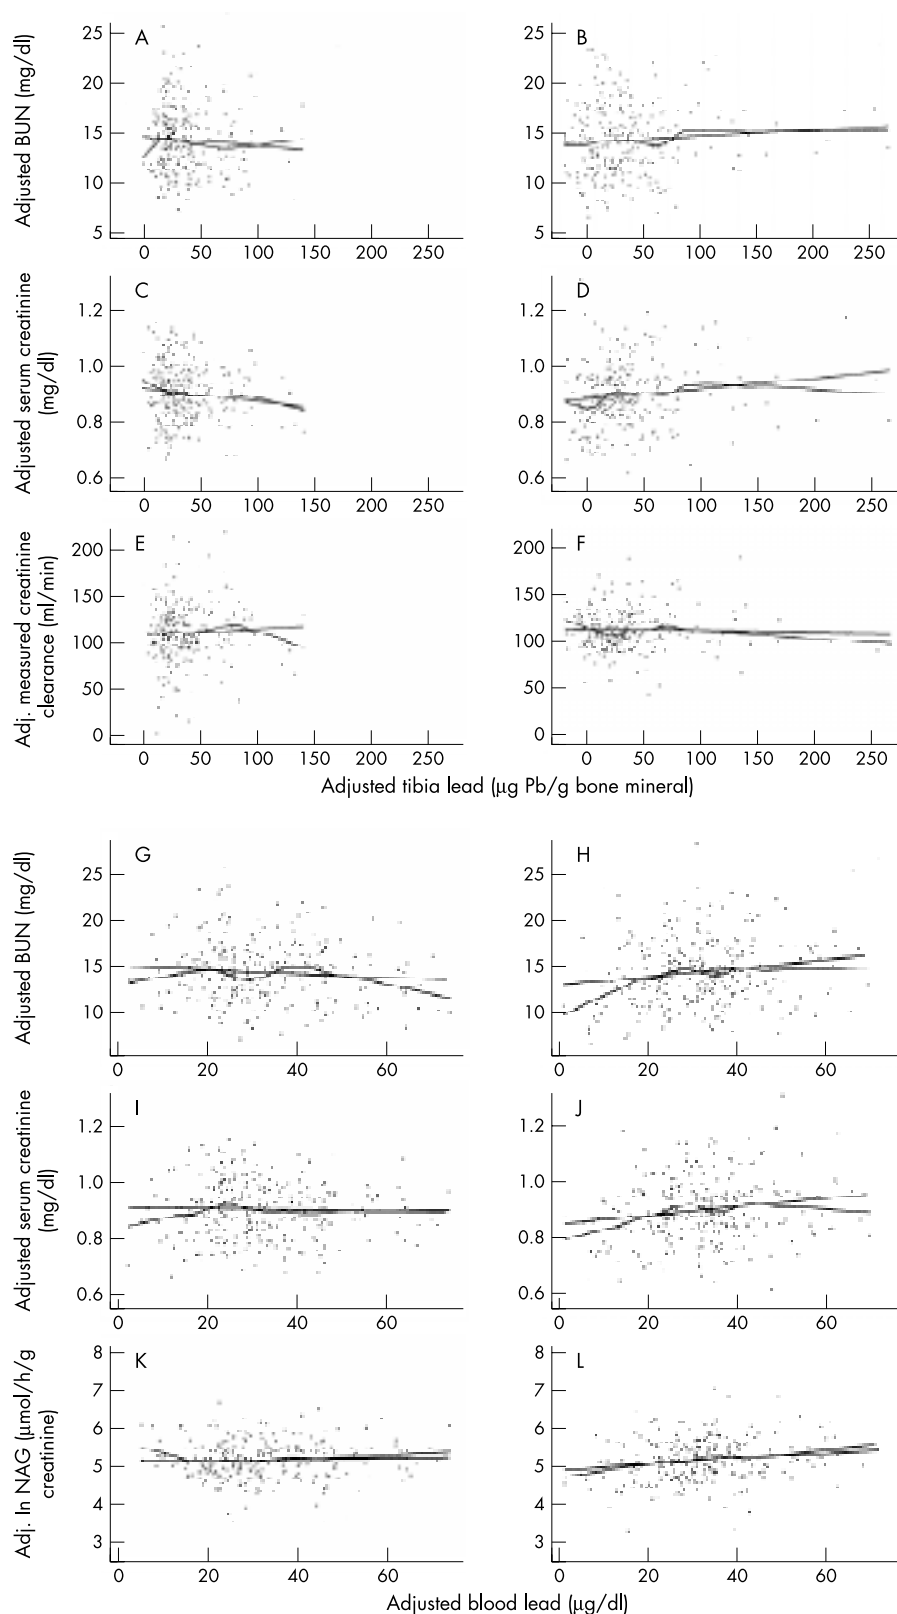 A
B
Adjusted BUN (mg/dl)
25
20
15
10
5
0 50 100 150 200 250
25
20
15
10
5
0 50 100 150 200 250
C
D
Adjusted serum creatinine
(mg/dl)
1.2
1.0
0.8
0.6
0 50 100 150 200 250
1.2
1.0
0.8
0.6
0 50 100 150 200 250
E
F
Adj. measured creatinine
clearance (ml/min)
200
150
100
50
0
0 50 100 150 200 250
200
150
100
50
0
0 50 100 150 200 250
Adjusted tibia lead (µg Pb/g bone mineral)
G
H
Adjusted BUN (mg/dl)
25
20
15
10
0 20 40 60
25
20
15
10
0 20 40 60
I
J
Adjusted serum creatinine
(mg/dl)
1.2
1.0
0.8
0.6
0 20 40 60
1.2
1.0
0.8
0.6
0 20 40 60
K
L
Adj. ln NAG (µmol/h/g
creatinine)
8
7
6
5
4
3
0 20 40 60
8
7
6
5
4
3
0 20 40 60
Adjusted blood lead (µg/dl)